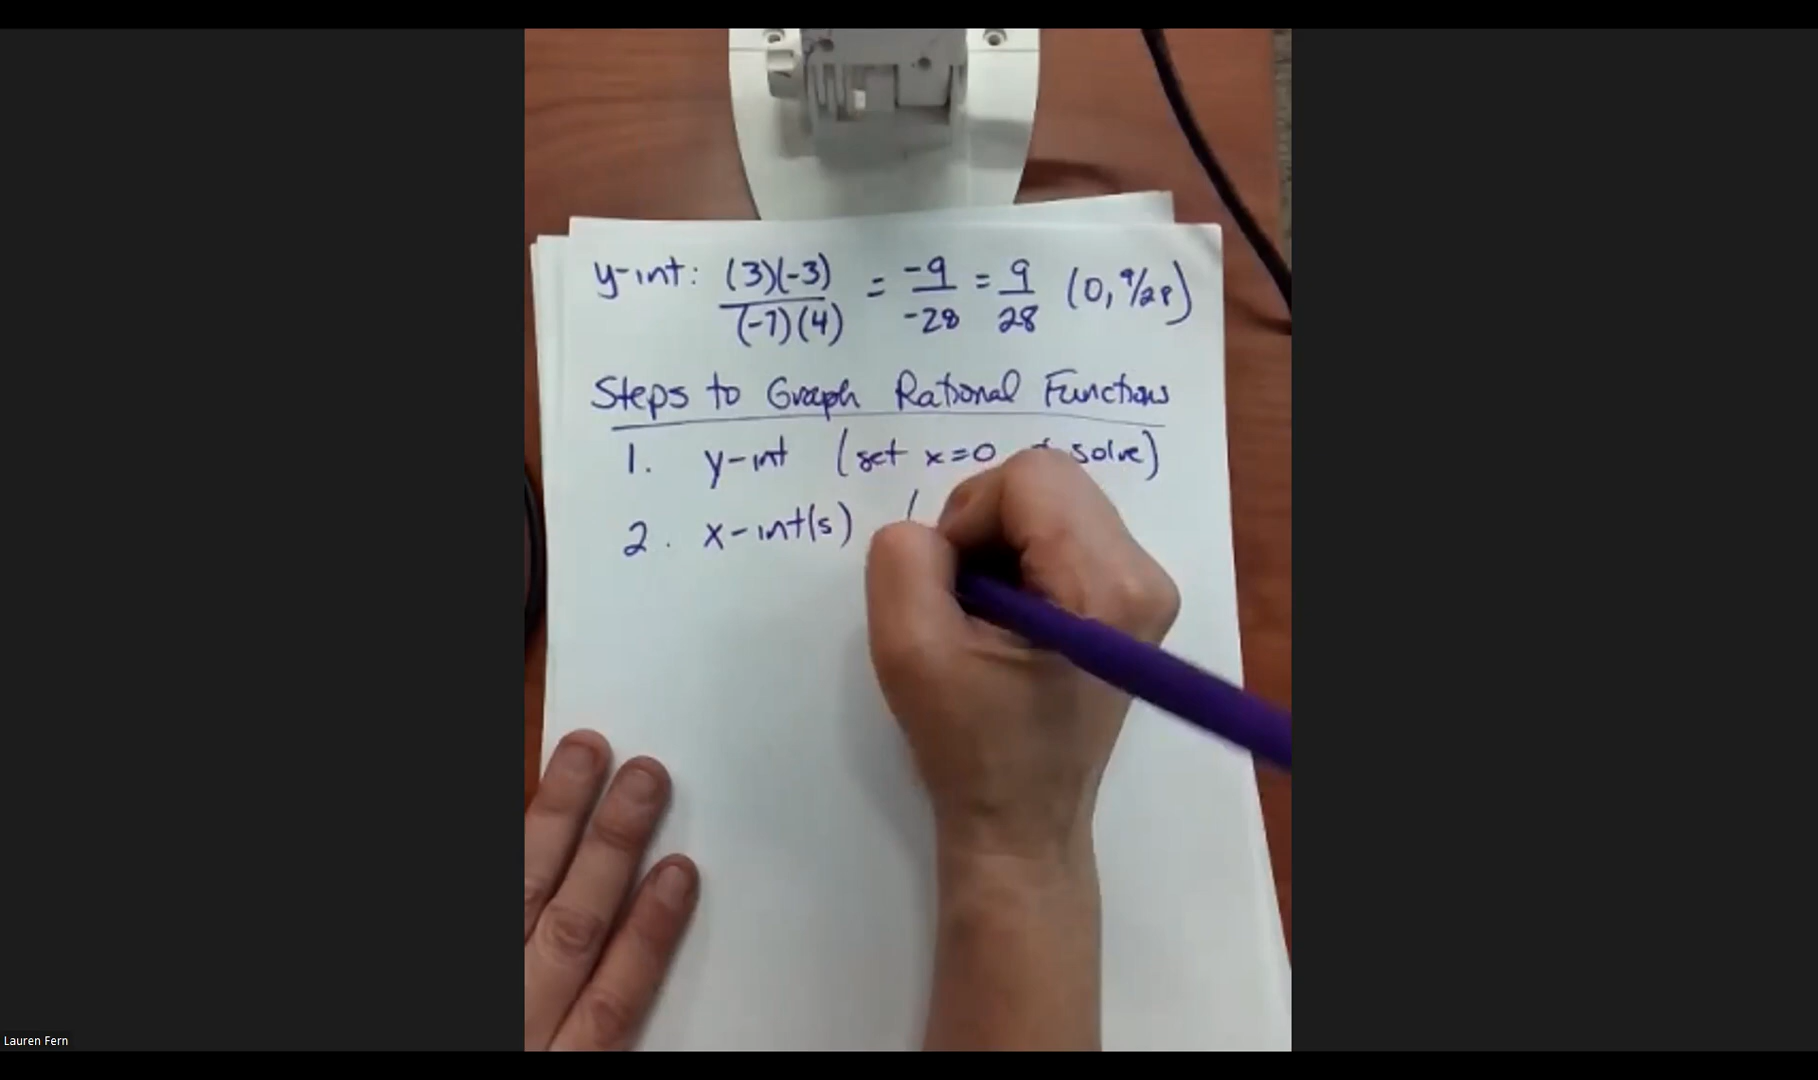 y-int: (3)(-3) / (-7)(4) = -9 / -28 = 9 / 28 (0, 9/28)
Steps to Graph Rational Functions
1. y-int (set x=0 solve)
2. x-int(s) (
Lauren Fern